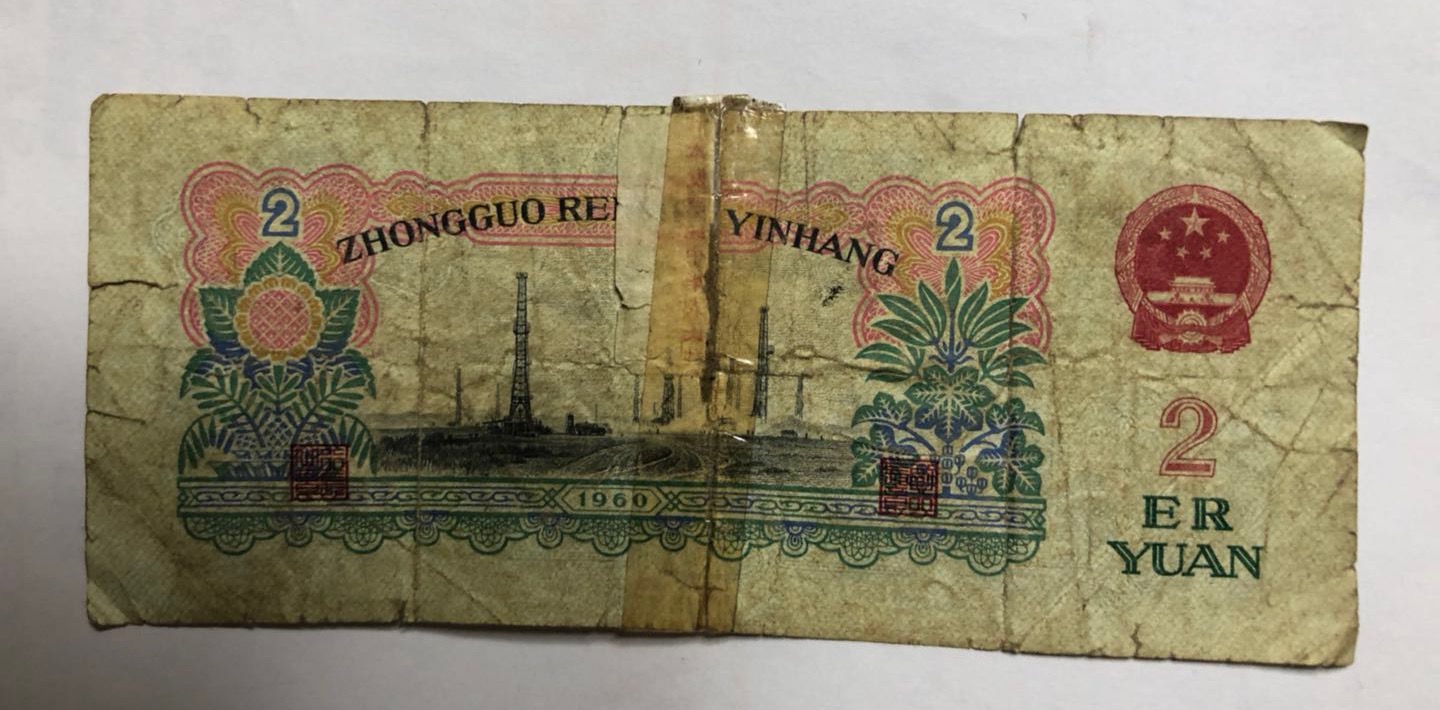 2
2
ZHONGGUO REN YINHANG
1960
2
ER
YUAN